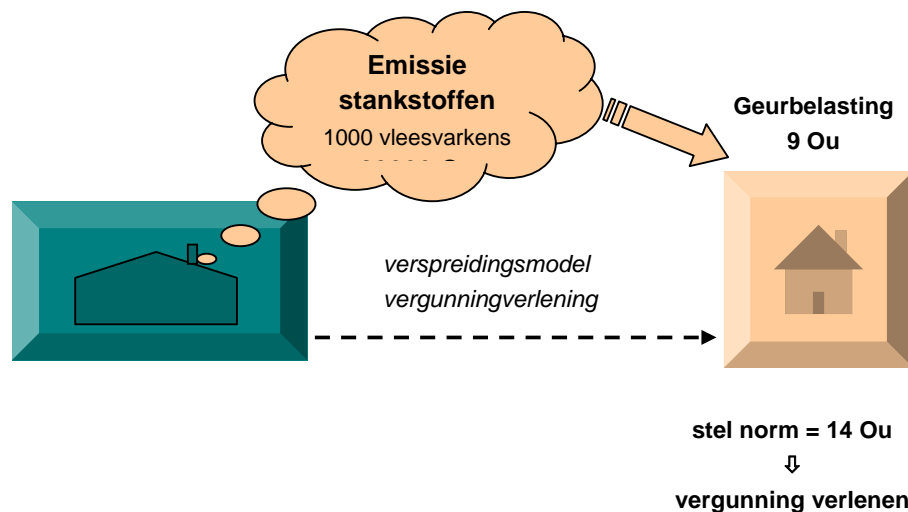 Emissie
stankstoffen
1000 vleesvarkens
Geurbelasting
9 Ou
verspreidingsmodel
vergunningverlening
stel norm = 14 Ou
⇩
vergunning verlenen